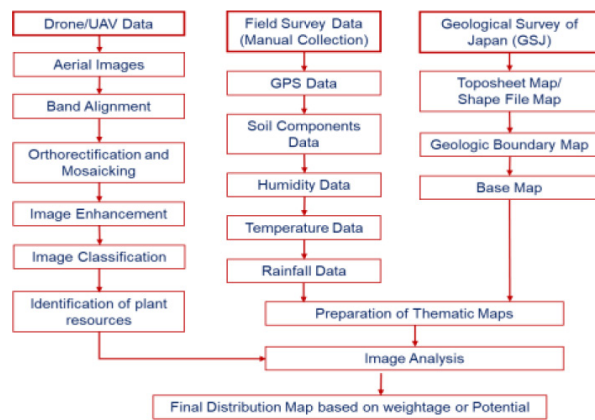 Drone/UAV Data
Aerial Images
Band Alignment
Orthorectification and
Mosaicking
Image Enhancement
Image Classification
Identification of plant
resources
Field Survey Data
(Manual Collection)
GPS Data
Soil Components
Data
Humidity Data
Temperature Data
Rainfall Data
Geological Survey of
Japan (GSJ)
Toposheet Map/
Shape File Map
Geologic Boundary Map
Base Map
Preparation of Thematic Maps
Image Analysis
Final Distribution Map based on weightage or Potential